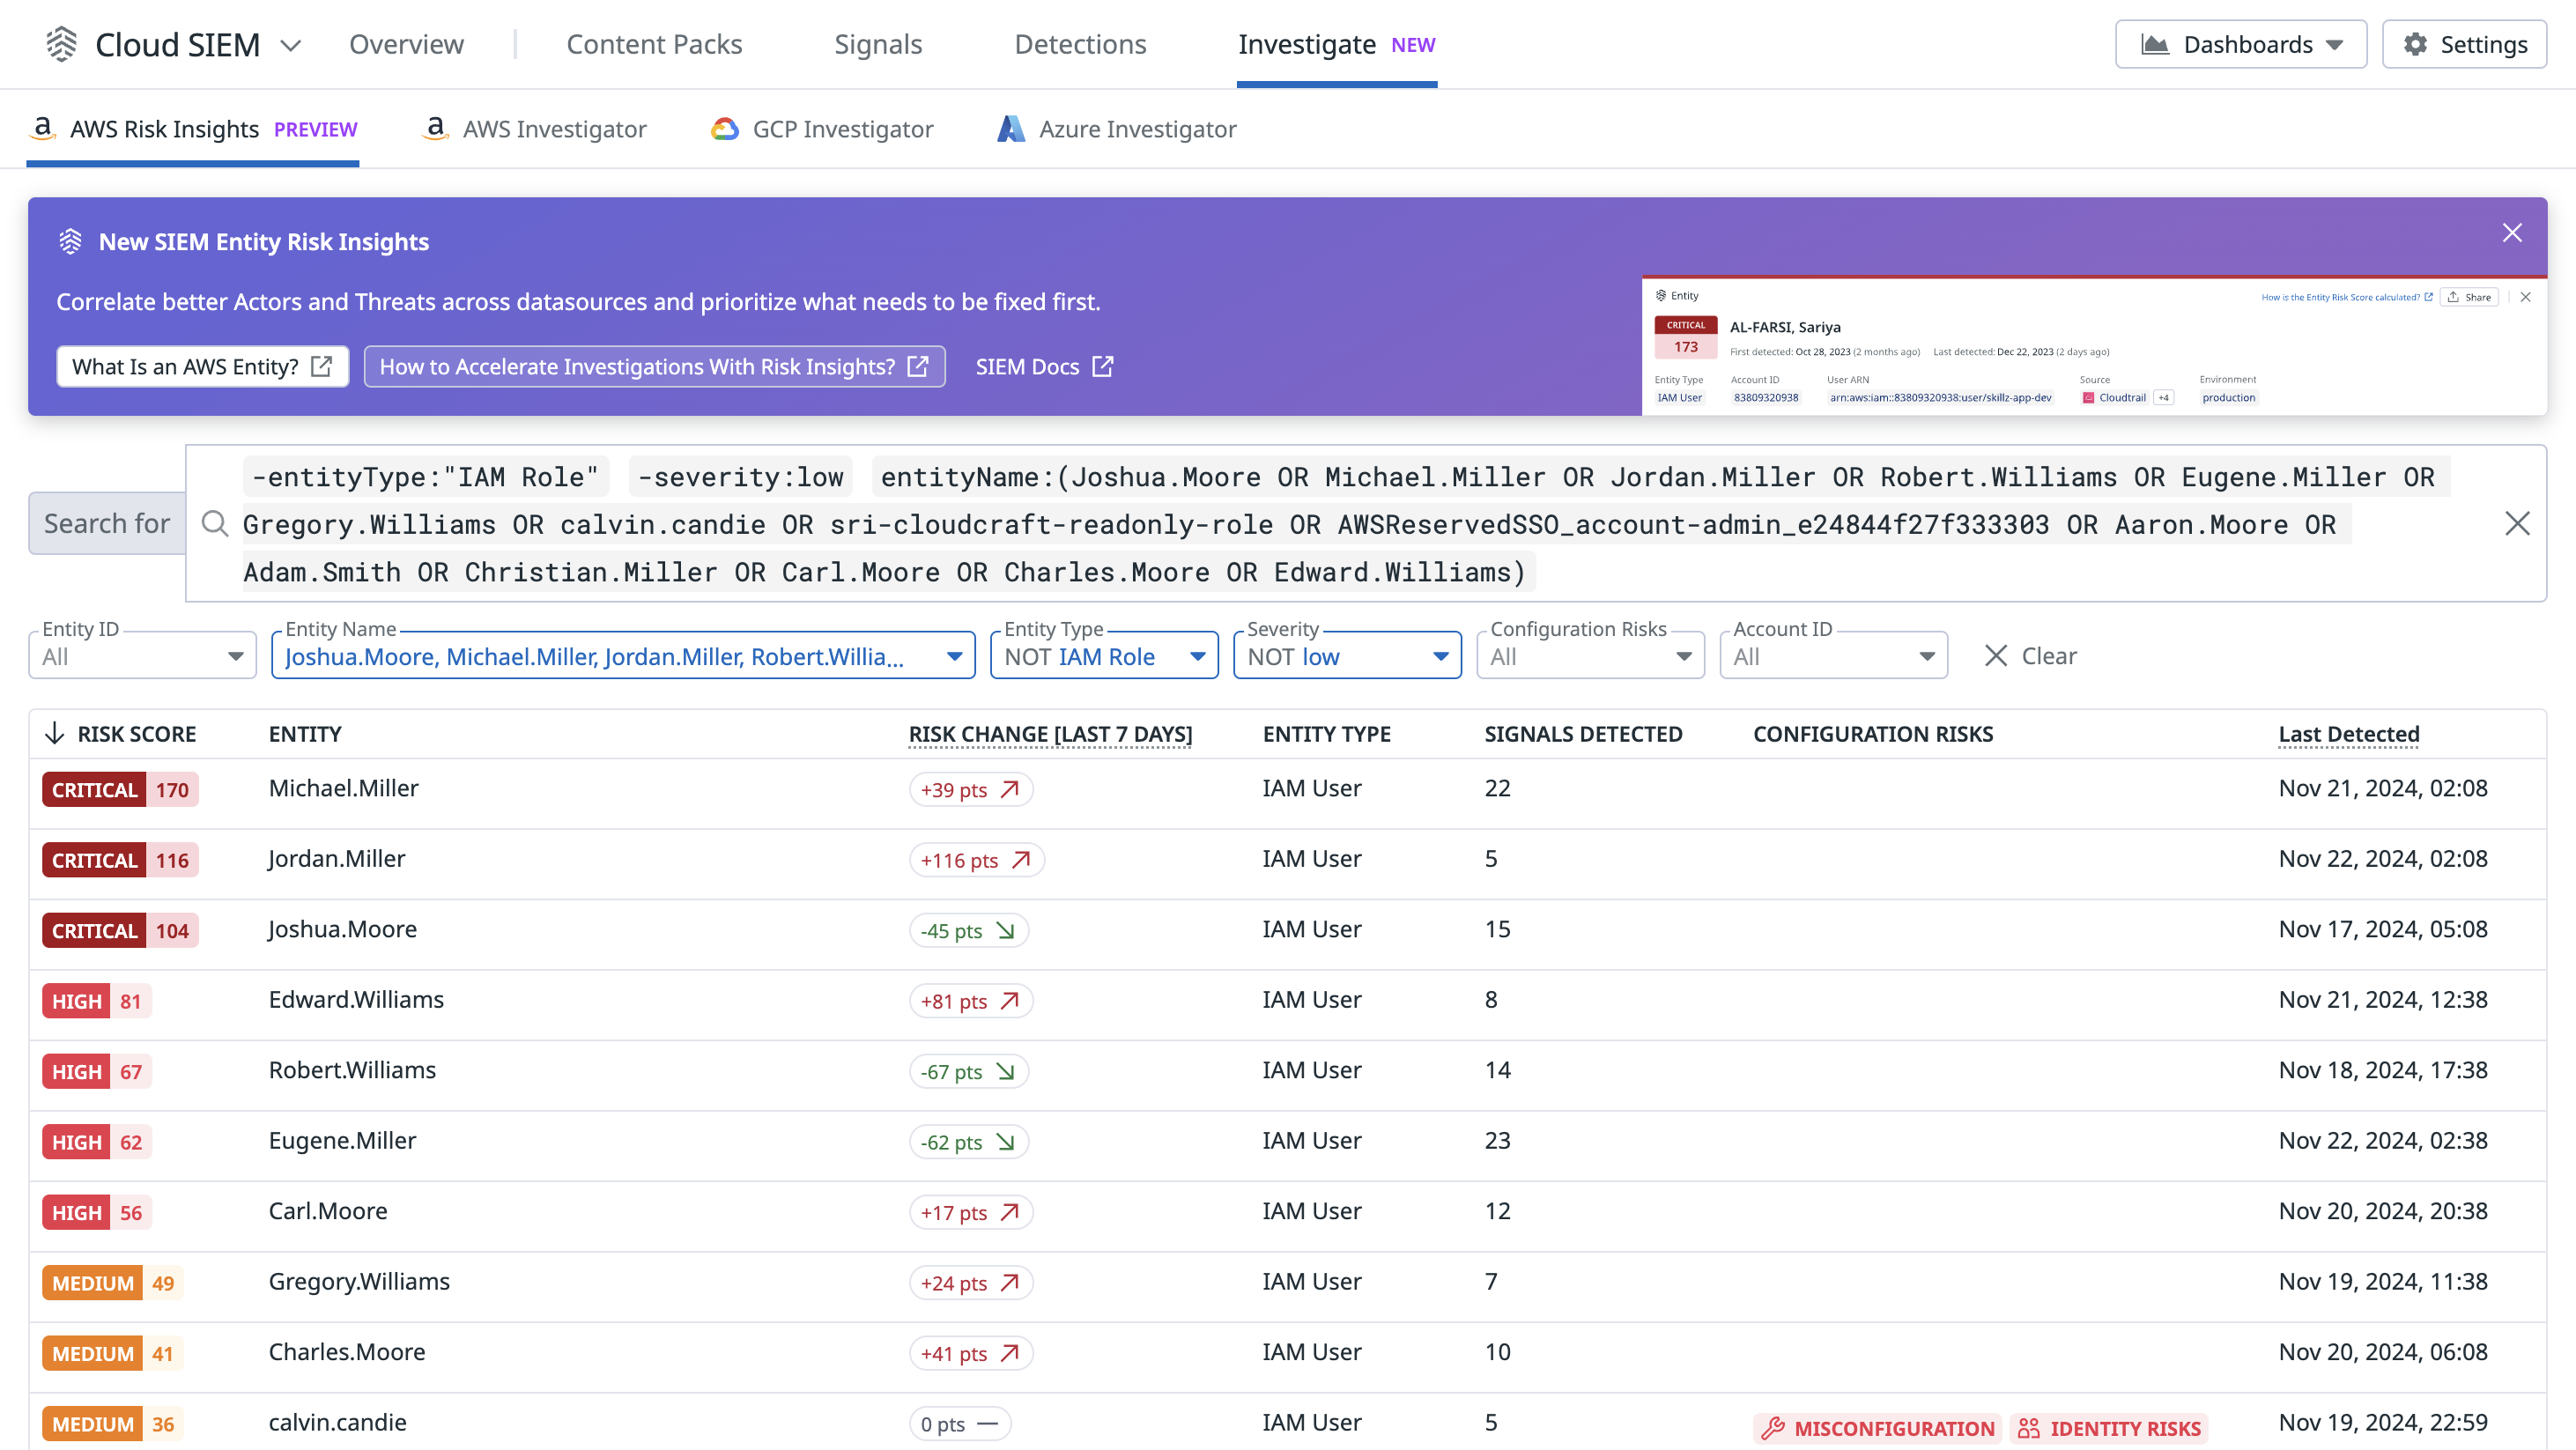 Cloud SIEM Overview Content Packs Signals Detections Investigate NEW Dashboards Settings
AWS Risk Insights PREVIEW AWS Investigator GCP Investigator Azure Investigator
New SIEM Entity Risk Insights
Correlate better Actors and Threats across datasources and prioritize what needs to be fixed first.
What Is an AWS Entity? How to Accelerate Investigations With Risk Insights? SIEM Docs
Entity How is the Entity Risk Score calculated? Share
CRITICAL 173
AL-FARSI, Sariya
First detected: Oct 28, 2023 (2 months ago) Last detected: Dec 22, 2023 (2 days ago)
Entity Type Account ID User ARN Source Environment
IAM User 83809320938 arn:aws:iam::83809320938:user/skillz-app-dev Cloudtrail +4 production
Search for
-entityType:"IAM Role" -severity:low entityName:(Joshua.Moore OR Michael.Miller OR Jordan.Miller OR Robert.Williams OR Eugene.Miller OR
Gregory.Williams OR calvin.candie OR sri-cloudcraft-readonly-role OR AWSReservedSSO_account-admin_e24844f27f333303 OR Aaron.Moore OR
Adam.Smith OR Christian.Miller OR Carl.Moore OR Charles.Moore OR Edward.Williams)
Entity ID Entity Name Entity Type Severity Configuration Risks Account ID
All Joshua.Moore, Michael.Miller, Jordan.Miller, Robert.Willia... NOT IAM Role NOT low All All Clear
RISK SCORE ENTITY RISK CHANGE [LAST 7 DAYS] ENTITY TYPE SIGNALS DETECTED CONFIGURATION RISKS Last Detected
CRITICAL 170 Michael.Miller +39 pts IAM User 22 Nov 21, 2024, 02:08
CRITICAL 116 Jordan.Miller +116 pts IAM User 5 Nov 22, 2024, 02:08
CRITICAL 104 Joshua.Moore -45 pts IAM User 15 Nov 17, 2024, 05:08
HIGH 81 Edward.Williams +81 pts IAM User 8 Nov 21, 2024, 12:38
HIGH 67 Robert.Williams -67 pts IAM User 14 Nov 18, 2024, 17:38
HIGH 62 Eugene.Miller -62 pts IAM User 23 Nov 22, 2024, 02:38
HIGH 56 Carl.Moore +17 pts IAM User 12 Nov 20, 2024, 20:38
MEDIUM 49 Gregory.Williams +24 pts IAM User 7 Nov 19, 2024, 11:38
MEDIUM 41 Charles.Moore +41 pts IAM User 10 Nov 20, 2024, 06:08
MEDIUM 36 calvin.candie 0 pts IAM User 5 MISCONFIGURATION IDENTITY RISKS Nov 19, 2024, 22:59